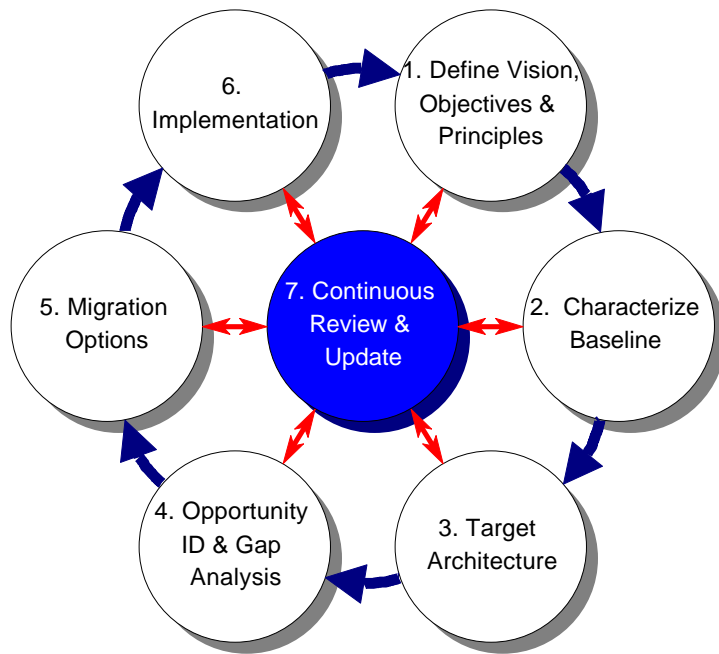 1. Define Vision,
Objectives &
Principles
2. Characterize
Baseline
3. Target
Architecture
4. Opportunity
ID & Gap
Analysis
5. Migration
Options
6.
Implementation
7. Continuous
Review &
Update